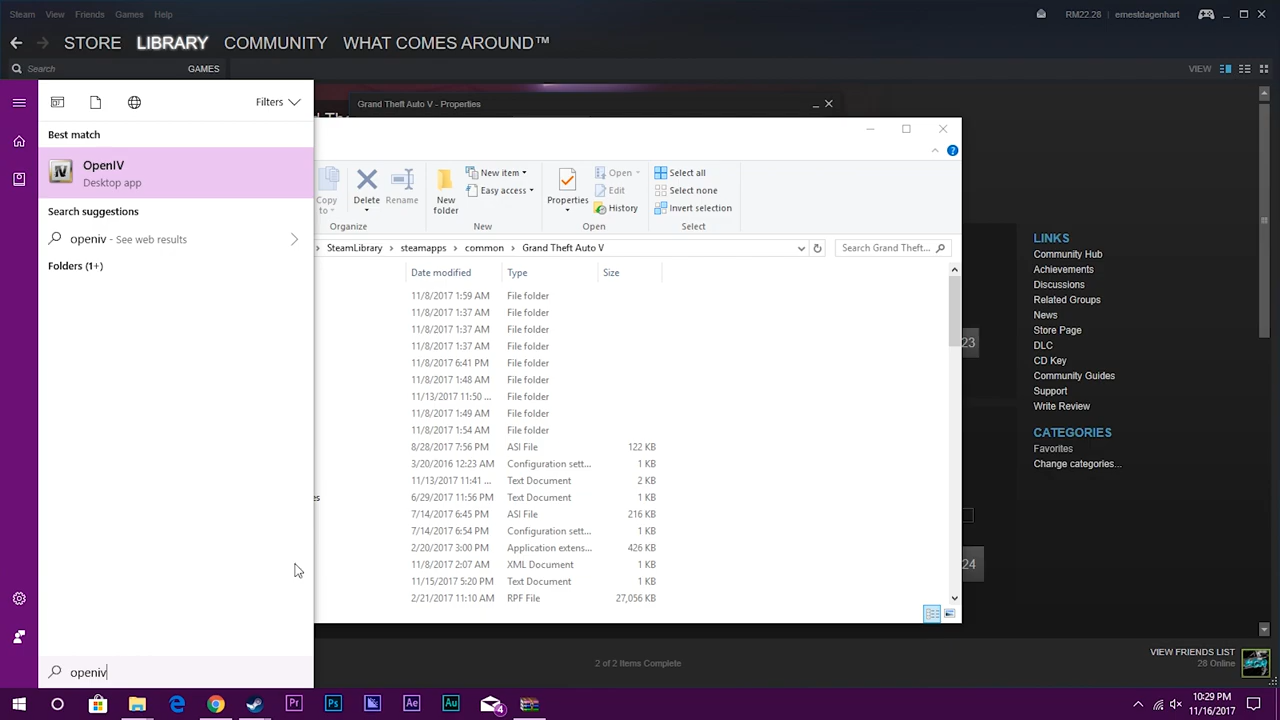 Steam View Friends Games Help
RM22.28 ernestdagenhart
STORE LIBRARY COMMUNITY WHAT COMES AROUND™
Search GAMES
VIEW
Filters
Best match
OpenIV
Desktop app
Search suggestions
openiv - See web results
Folders (1+)
openiv
Grand Theft Auto V - Properties
Copy to
Delete
Rename
Organize
New folder
New item
Easy access
New
Properties
Open
Edit
History
Open
Select all
Select none
Invert selection
Select
SteamLibrary steamapps common Grand Theft Auto V
Search Grand Theft...
Date modified Type Size
11/8/2017 1:59 AM File folder
11/8/2017 1:37 AM File folder
11/8/2017 1:37 AM File folder
11/8/2017 1:37 AM File folder
11/8/2017 6:41 PM File folder
11/8/2017 1:48 AM File folder
11/13/2017 11:50 ... File folder
11/8/2017 1:49 AM File folder
11/8/2017 1:54 AM File folder
8/28/2017 7:56 PM ASI File 122 KB
3/20/2016 12:23 AM Configuration sett... 1 KB
11/13/2017 11:41 ... Text Document 2 KB
es 6/29/2017 11:56 PM Text Document 1 KB
7/14/2017 6:45 PM ASI File 216 KB
7/14/2017 6:54 PM Configuration sett... 1 KB
2/20/2017 3:00 PM Application extens... 426 KB
11/8/2017 2:07 AM XML Document 1 KB
11/15/2017 5:20 PM Text Document 1 KB
2/21/2017 11:10 AM RPF File 27,056 KB
23
24
LINKS
Community Hub
Achievements
Discussions
Related Groups
News
Store Page
DLC
CD Key
Community Guides
Support
Write Review
CATEGORIES
Favorites
Change categories...
2 of 2 Items Complete
VIEW FRIENDS LIST
28 Online
Pr Ps Ae Au 4
10:29 PM
11/16/2017